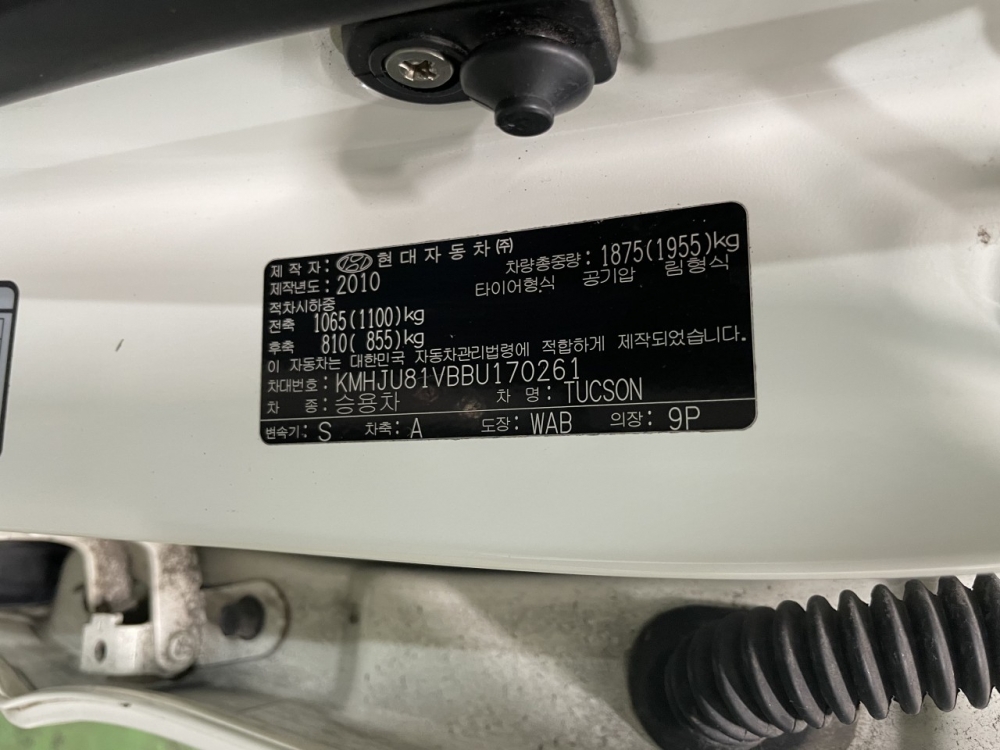 제작자: 현대자동차(주)
제작년도: 2010
차량총중량: 1875(1955)kg
타이어형식 공기압 림형식
적차시하중
전축 1065(1100)kg
후축 810( 855)kg
이 자동차는 대한민국 자동차관리법령에 적합하게 제작되었습니다.
차대번호: KMHJU81VBBU170261
차 종: 승용차 차 명: TUCSON
변속기: S 차축: A 도장: WAB 의장: 9P